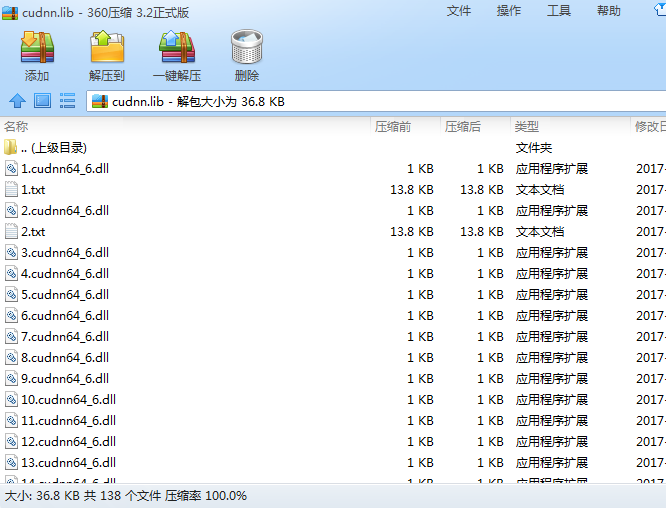 cudnn.lib - 360压缩 3.2正式版 文件 操作 工具 帮助
添加 解压到 一键解压 删除
cudnn.lib - 解包大小为 36.8 KB
名称 压缩前 压缩后 类型 修改日
.. (上级目录) 文件夹
1.cudnn64_6.dll 1 KB 1 KB 应用程序扩展 2017-
1.txt 13.8 KB 13.8 KB 文本文档 2017-
2.cudnn64_6.dll 1 KB 1 KB 应用程序扩展 2017-
2.txt 13.8 KB 13.8 KB 文本文档 2017-
3.cudnn64_6.dll 1 KB 1 KB 应用程序扩展 2017-
4.cudnn64_6.dll 1 KB 1 KB 应用程序扩展 2017-
5.cudnn64_6.dll 1 KB 1 KB 应用程序扩展 2017-
6.cudnn64_6.dll 1 KB 1 KB 应用程序扩展 2017-
7.cudnn64_6.dll 1 KB 1 KB 应用程序扩展 2017-
8.cudnn64_6.dll 1 KB 1 KB 应用程序扩展 2017-
9.cudnn64_6.dll 1 KB 1 KB 应用程序扩展 2017-
10.cudnn64_6.dll 1 KB 1 KB 应用程序扩展 2017-
11.cudnn64_6.dll 1 KB 1 KB 应用程序扩展 2017-
12.cudnn64_6.dll 1 KB 1 KB 应用程序扩展 2017-
13.cudnn64_6.dll 1 KB 1 KB 应用程序扩展 2017-
14.cudnn64_6.dll 1 KB 1 KB 应用程序扩展 2017-
大小: 36.8 KB 共 138 个文件 压缩率 100.0%